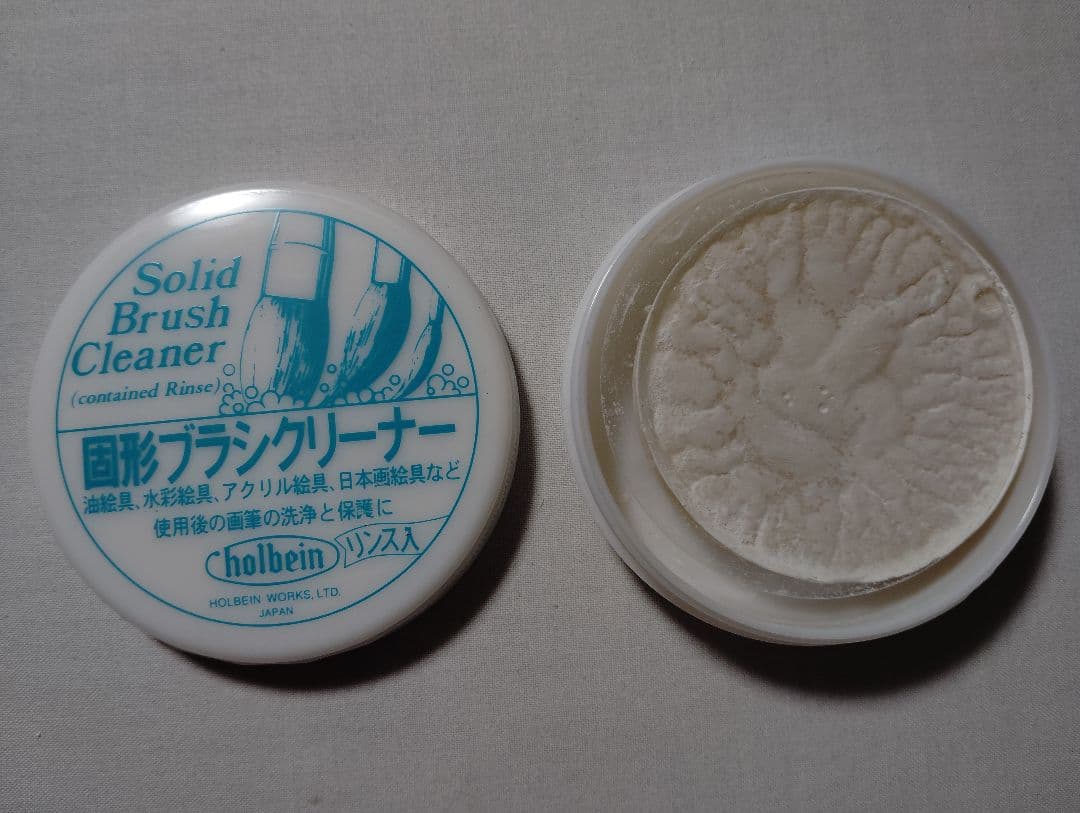 Solid
Brush
Cleaner
(contained Rinse)
固形ブラシクリーナー
油絵具、水彩絵具、アクリル絵具、日本画絵具など
使用後の画筆の洗浄と保護に
holbein リンス入
HOLBEIN WORKS, LTD.
JAPAN